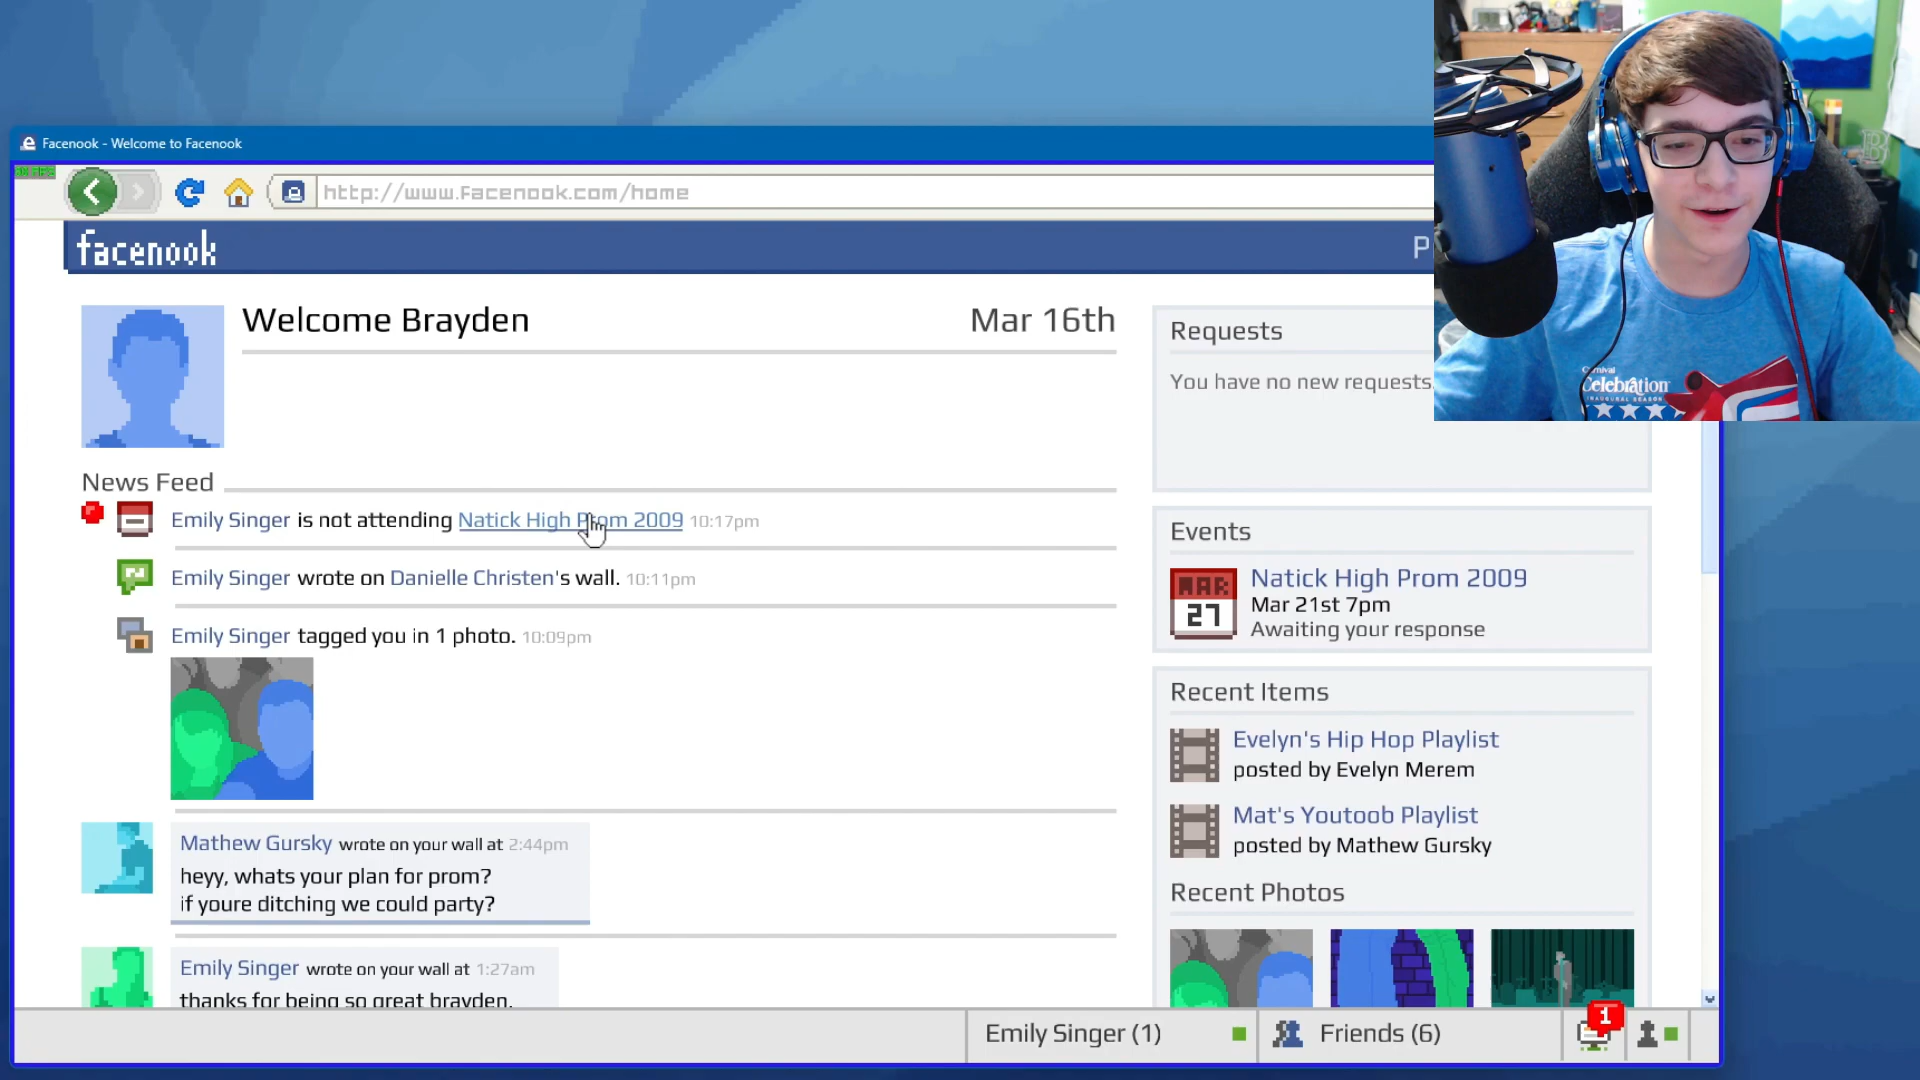 Facenook - Welcome to Facenook
http://www.Facenook.com/home
facenook
P
Welcome Brayden
Mar 16th
News Feed
Emily Singer is not attending Natick High Prom 2009 10:17pm
Emily Singer wrote on Danielle Christen's wall. 10:11pm
Emily Singer tagged you in 1 photo. 10:09pm
Mathew Gursky wrote on your wall at 2:44pm
heyy, whats your plan for prom?
if youre ditching we could party?
Emily Singer wrote on your wall at 1:27am
thanks for being so great brayden.
Requests
You have no new requests.
Events
MAR
27
Natick High Prom 2009
Mar 21st 7pm
Awaiting your response
Recent Items
Evelyn's Hip Hop Playlist
posted by Evelyn Merem
Mat's Youtoob Playlist
posted by Mathew Gursky
Recent Photos
Emily Singer (1)
Friends (6)
1
Carnival
Celebration
INAUGURAL SEASON